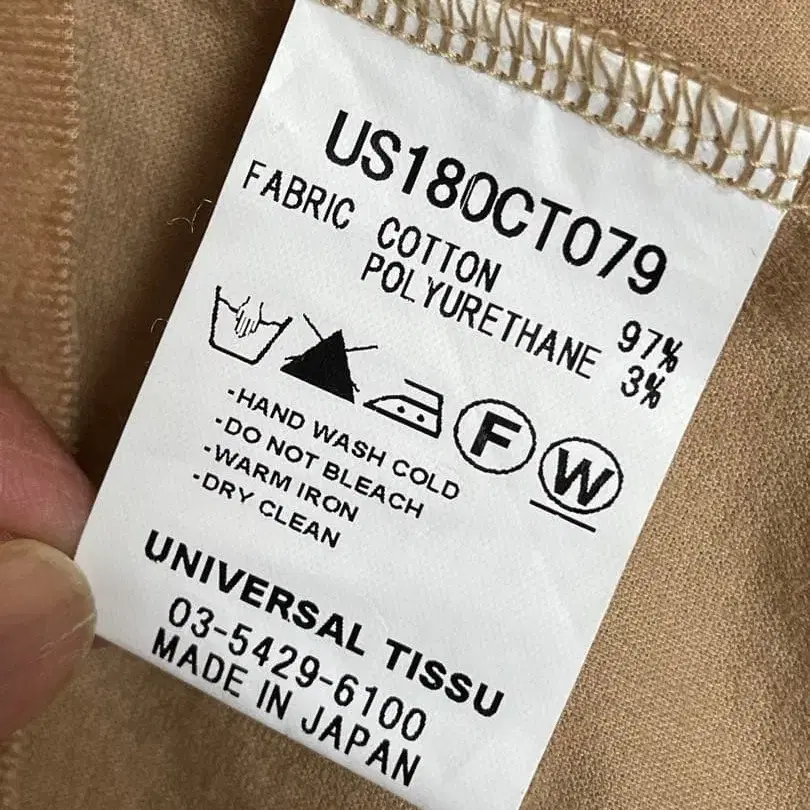 US180CT079
FABRIC COTTON 97%
POLYURETHANE 3%
F W
-HAND WASH COLD
-DO NOT BLEACH
-WARM IRON
-DRY CLEAN
UNIVERSAL TISSU
03-5429-6100
MADE IN JAPAN